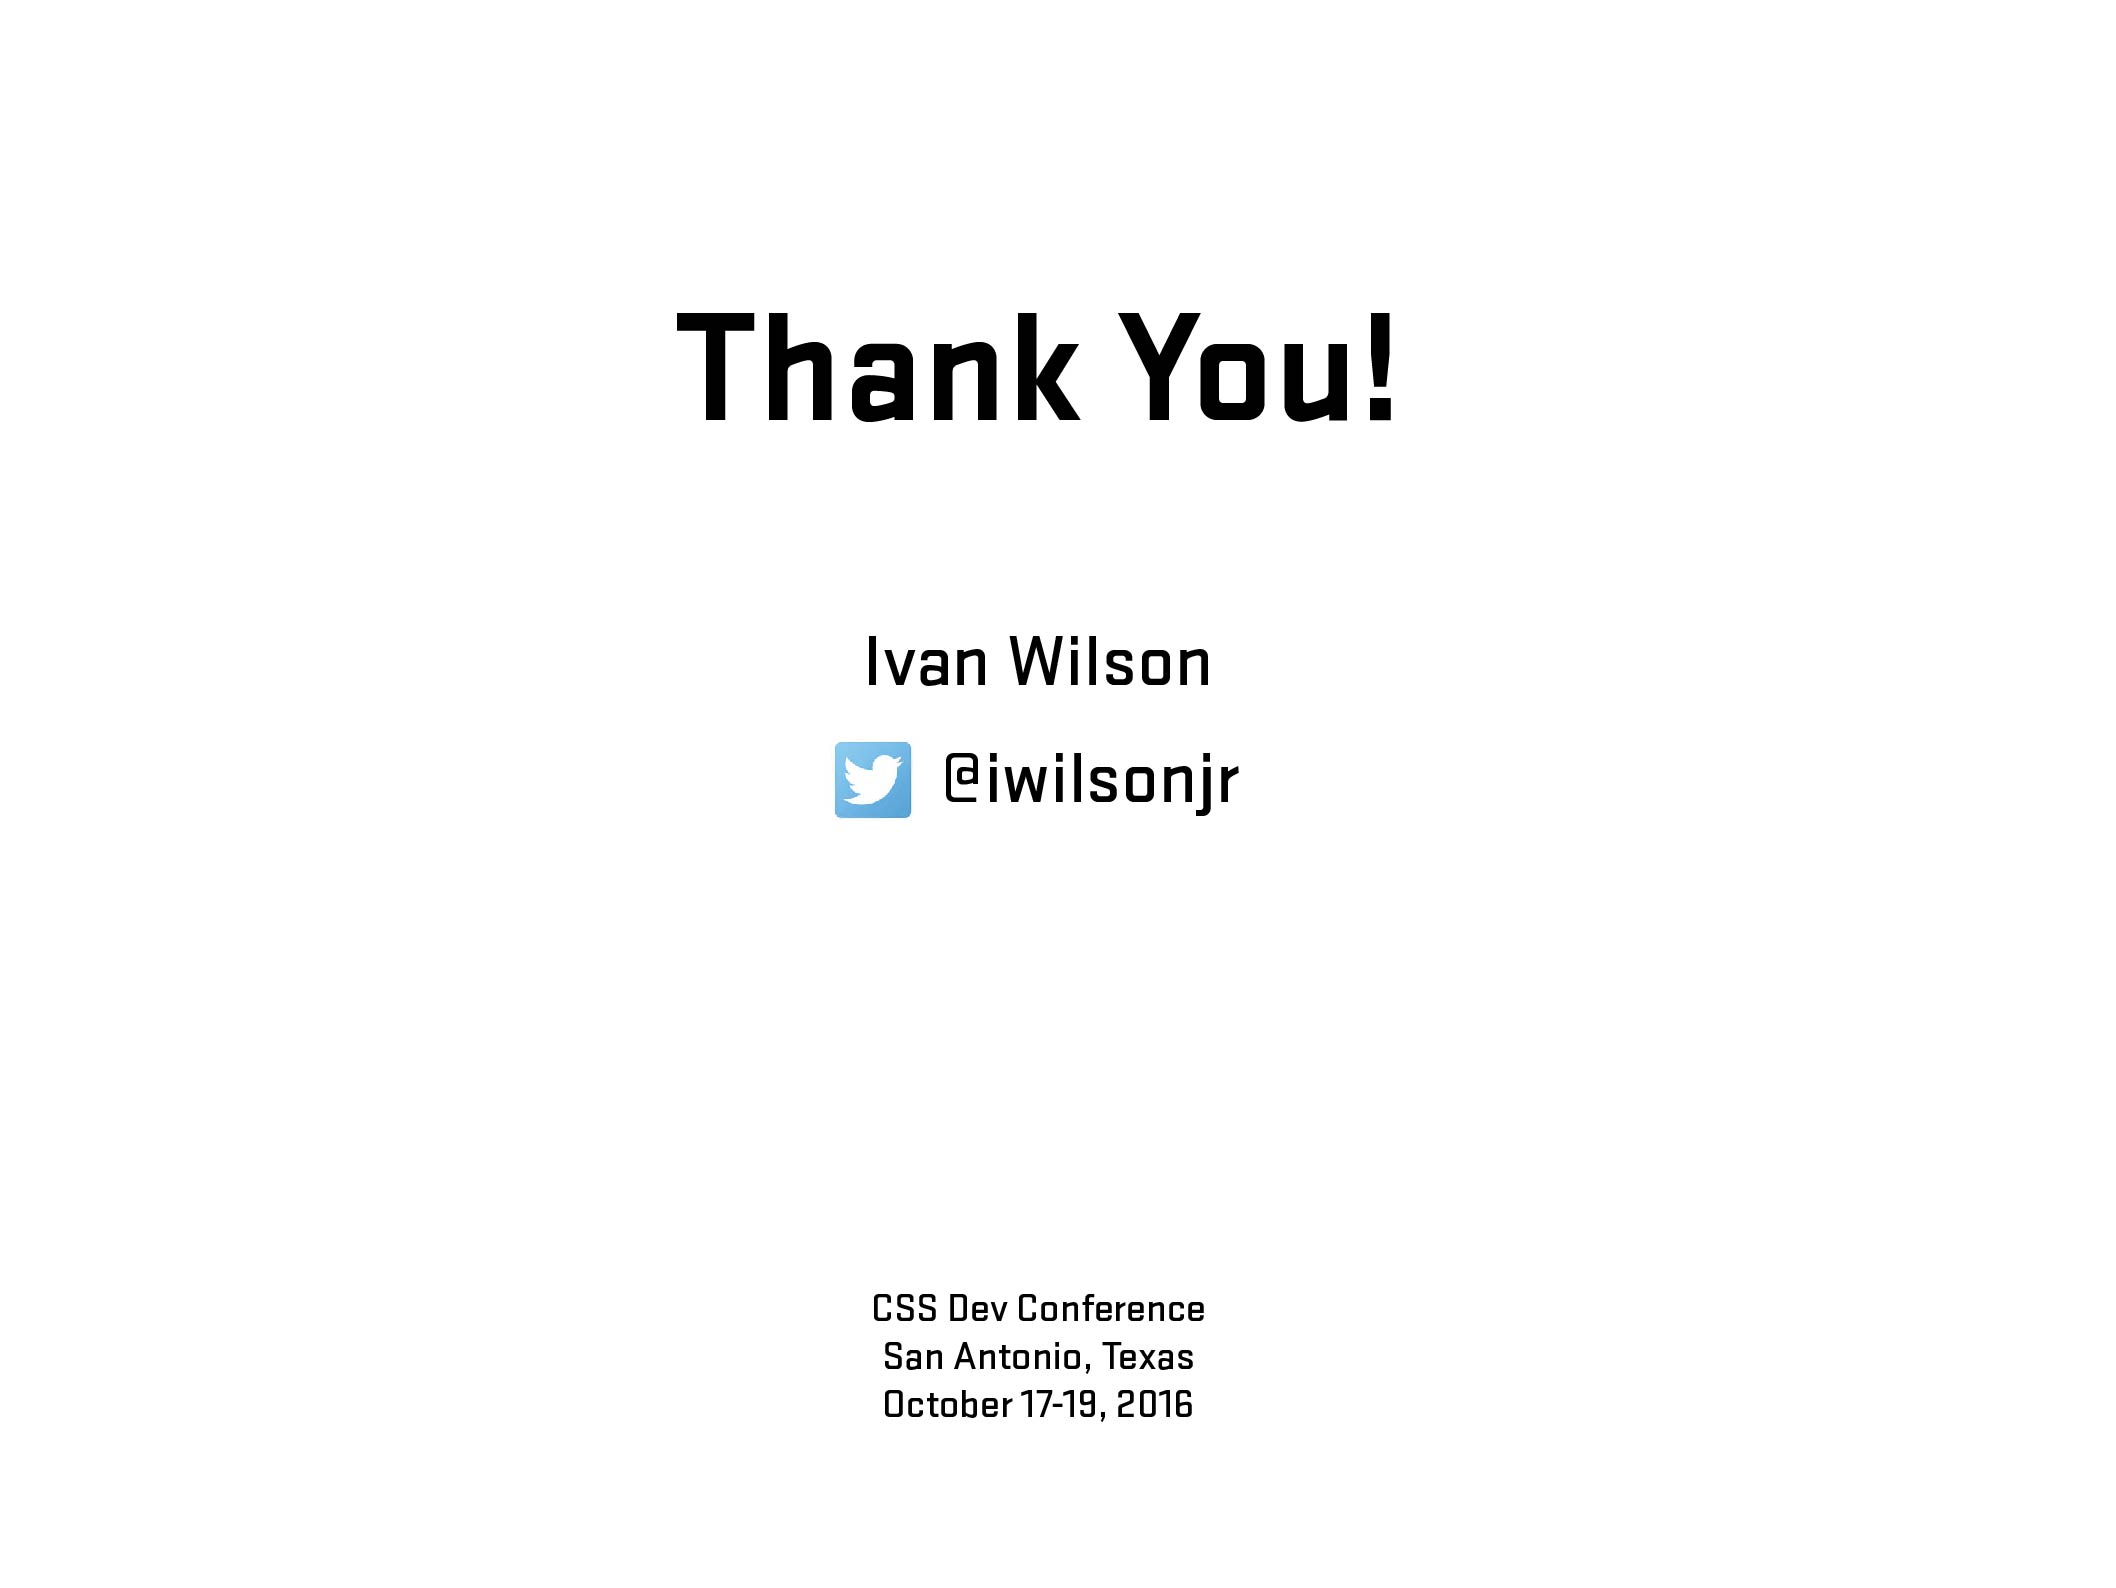 Thank You!
Ivan Wilson
@iwilsonjr
CSS Dev Conference
San Antonio, Texas
October 17-19, 2016